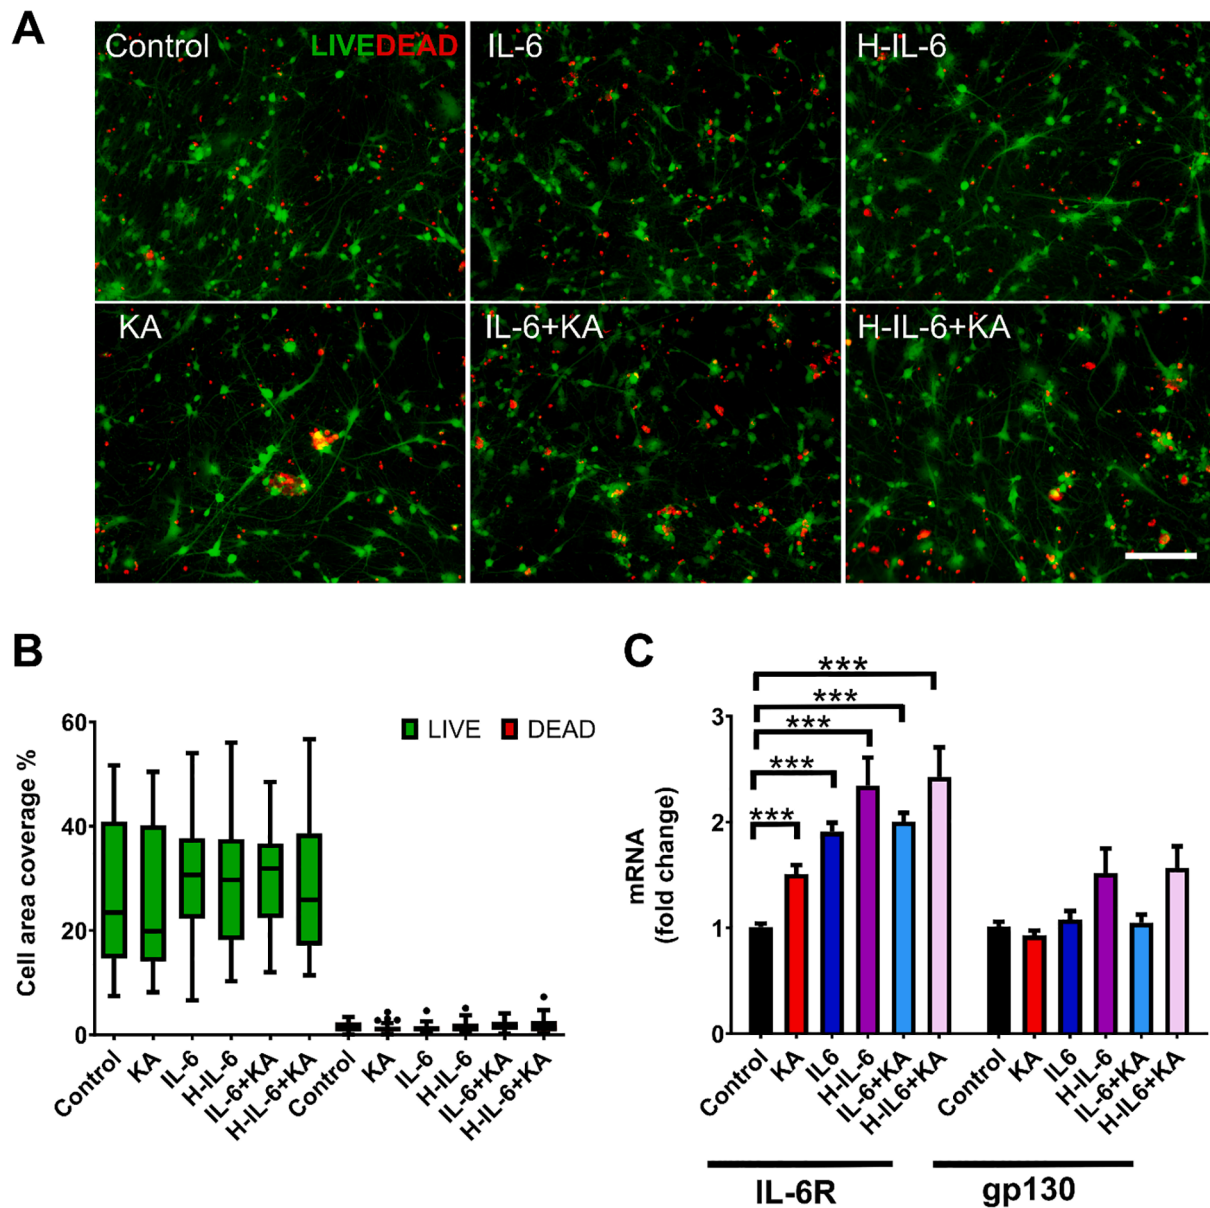 A
Control
LIVEDEAD
IL-6
H-IL-6
KA
IL-6+KA
H-IL-6+KA
B
Cell area coverage %
60
40
20
0
LIVE
DEAD
Control
KA
IL-6
H-IL-6
IL-6+KA
H-IL-6+KA
Control
KA
IL-6
H-IL-6
IL-6+KA
H-IL-6+KA
C
mRNA
(fold change)
3
2
1
0
***
***
***
***
***
Control
KA
IL6
H-IL-6
IL-6+KA
H-IL6+KA
Control
KA
IL6
H-IL-6
IL-6+KA
H-IL6+KA
IL-6R
gp130